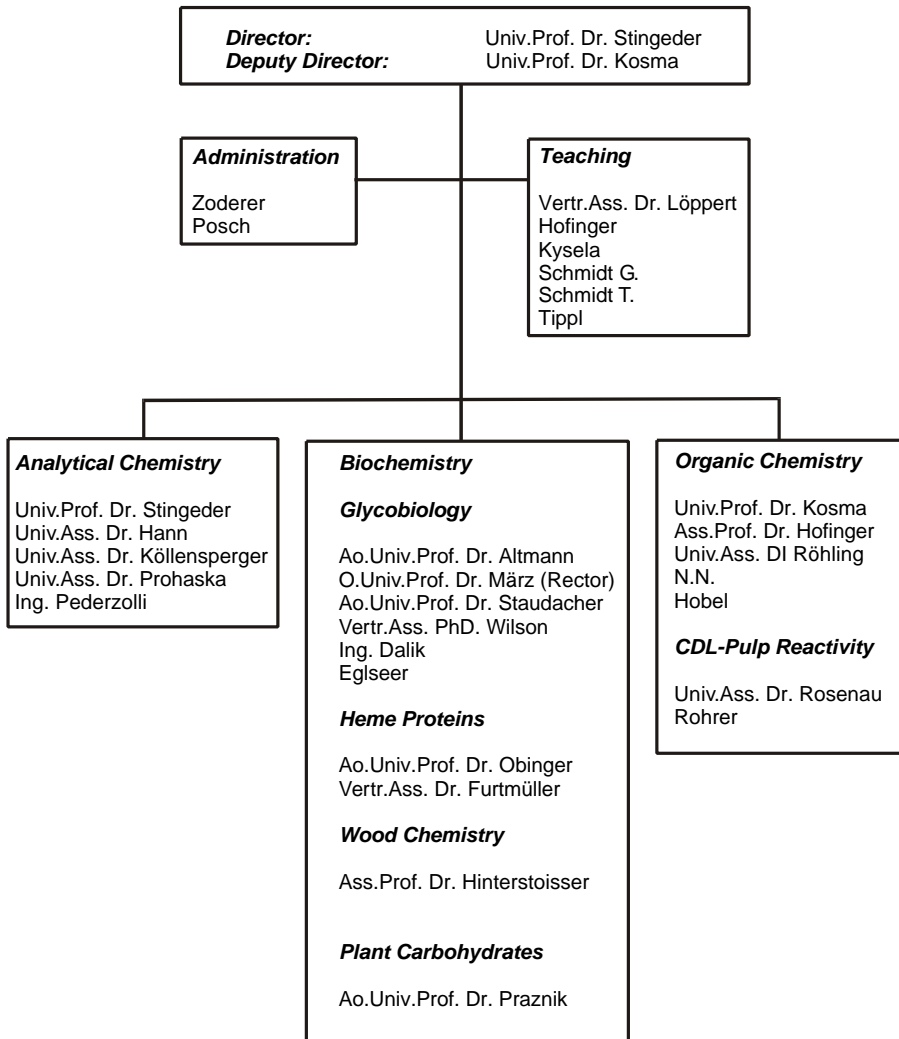 Director: Univ.Prof. Dr. Stingeder
Deputy Director: Univ.Prof. Dr. Kosma
Administration
Zoderer
Posch
Teaching
Vertr.Ass. Dr. Löppert
Hofinger
Kysela
Schmidt G.
Schmidt T.
Tippl
Analytical Chemistry
Univ.Prof. Dr. Stingeder
Univ.Ass. Dr. Hann
Univ.Ass. Dr. Köllensperger
Univ.Ass. Dr. Prohaska
Ing. Pederzolli
Biochemistry
Glycobiology
Ao.Univ.Prof. Dr. Altmann
O.Univ.Prof. Dr. März (Rector)
Ao.Univ.Prof. Dr. Staudacher
Vertr.Ass. PhD. Wilson
Ing. Dalik
Eglseer
Heme Proteins
Ao.Univ.Prof. Dr. Obinger
Vertr.Ass. Dr. Furtmüller
Wood Chemistry
Ass.Prof. Dr. Hinterstoisser
Plant Carbohydrates
Ao.Univ.Prof. Dr. Praznik
Organic Chemistry
Univ.Prof. Dr. Kosma
Ass.Prof. Dr. Hofinger
Univ.Ass. DI Röhling
N.N.
Hobel
CDL-Pulp Reactivity
Univ.Ass. Dr. Rosenau
Rohrer